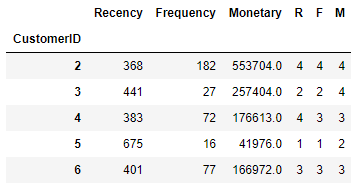 Recency Frequency Monetary R F M
CustomerID
2 368 182 553704.0 4 4 4
3 441 27 257404.0 2 2 4
4 383 72 176613.0 4 3 3
5 675 16 41976.0 1 1 2
6 401 77 166972.0 3 3 3